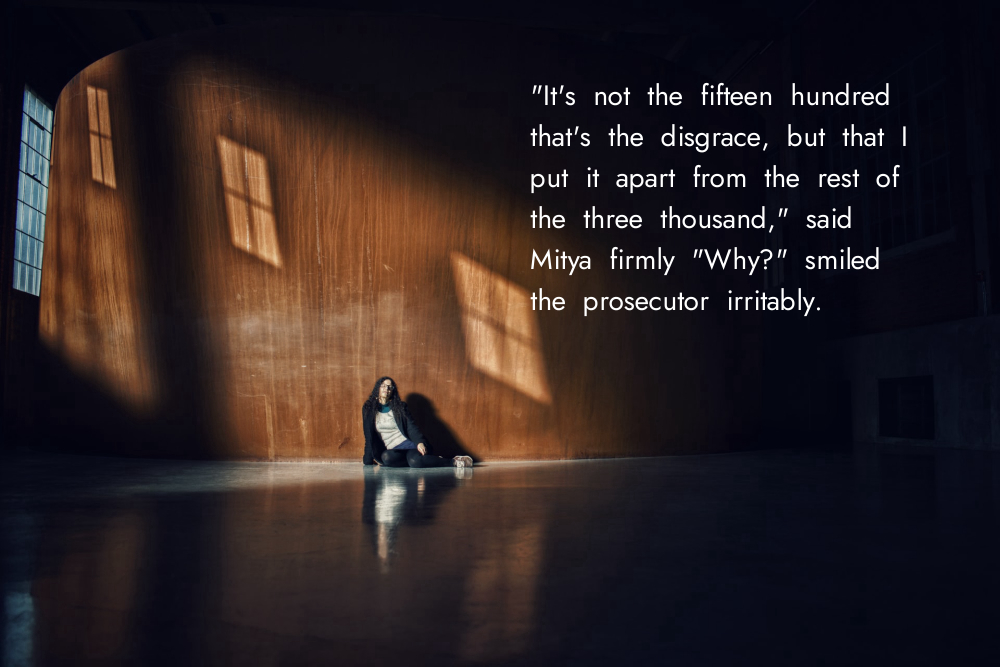 "It's not the fifteen hundred
that's the disgrace, but that I
put it apart from the rest of
the three thousand," said
Mitya firmly "Why?" smiled
the prosecutor irritably.